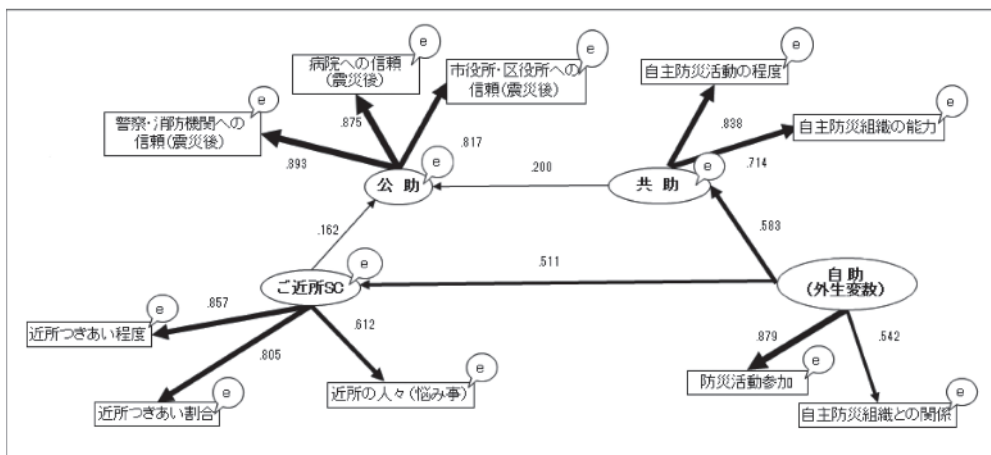 e
病院への信頼
(震災後)
e
市役所・区役所への
信頼(震災後)
e
自主防災活動の程度
e
警察・消防機関への
信頼(震災後)
e
自主防災組織の能力
.875
.838
.893
.817
.714
e
公 助
.200
共 助
e
.162
.583
e
.511
ご近所SC
自 助
(外生変数)
e
近所つきあい程度
.857
.612
.879
.542
.805
e
近所の人々(悩み事)
防災活動参加
e
e
近所つきあい割合
自主防災組織との関係
e